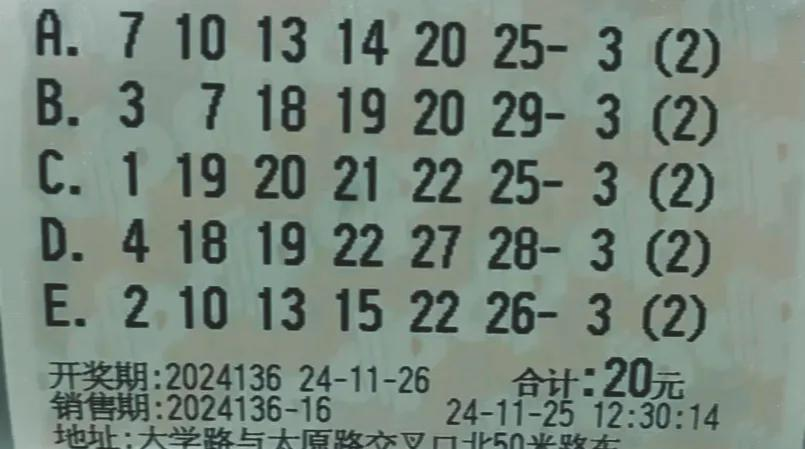 A. 7 10 13 14 20 25- 3 (2)
B. 3 7 18 19 20 29- 3 (2)
C. 1 19 20 21 22 25- 3 (2)
D. 4 18 19 22 27 28- 3 (2)
E. 2 10 13 15 22 26- 3 (2)
开奖期:2024136 24-11-26 合计:20元
销售期:2024136-16 24-11-25 12:30:14
地址:大学路与太原路交叉口北50米路东